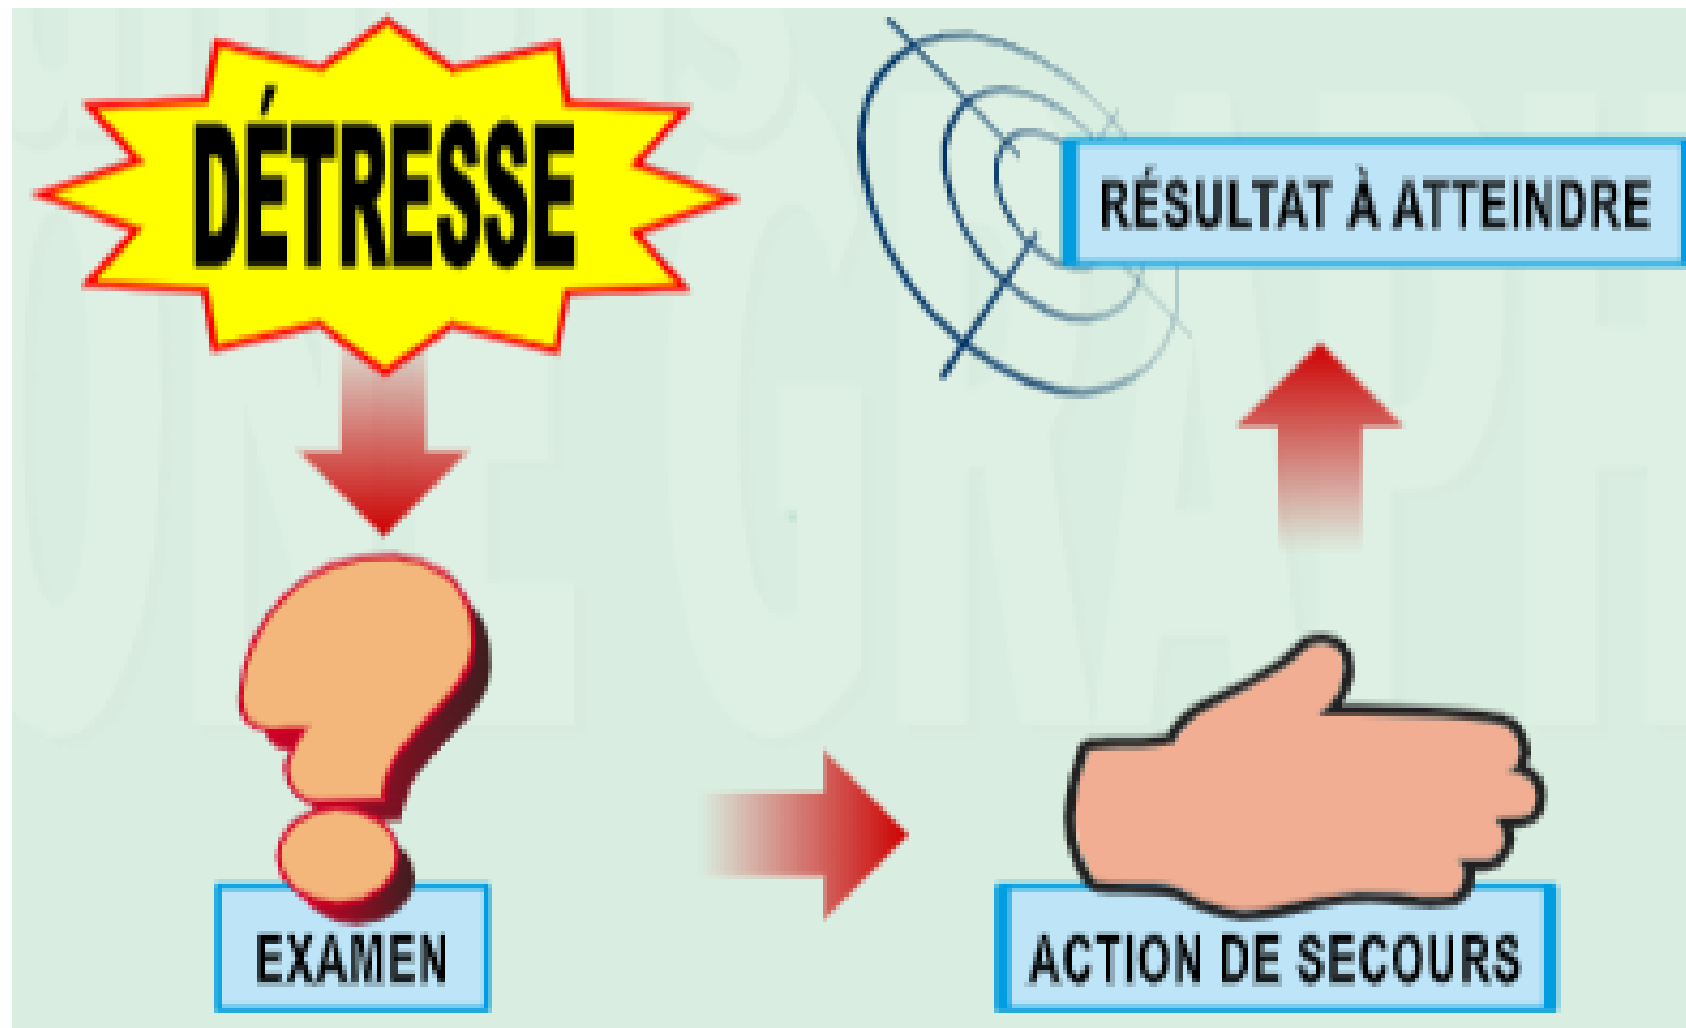 DÉTRESSE
RÉSULTAT À ATTEINDRE
EXAMEN
ACTION DE SECOURS